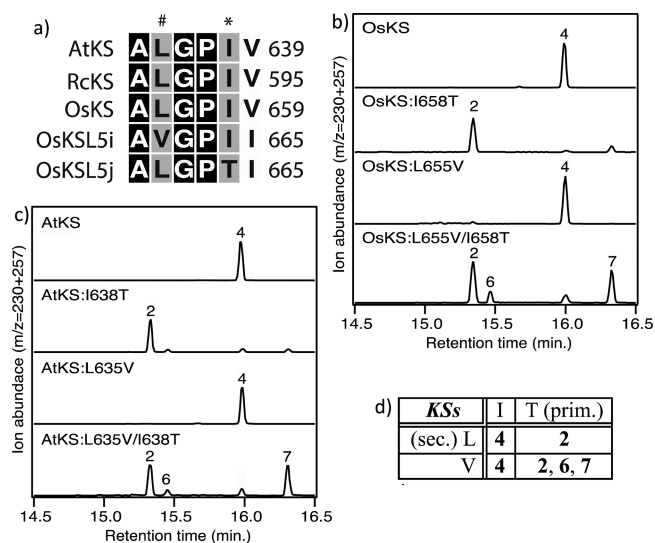 a)
# *
AtKS A L G P I V 639
RcKS A L G P I V 595
OsKS A L G P I V 659
OsKSL5i A V G P I I 665
OsKSL5j A L G P T I 665
b)
Ion abundance (m/z=230+257)
OsKS
4
OsKS:I658T
2
OsKS:L655V
4
OsKS:L655V/I658T
2
6
7
14.5 15.0 15.5 16.0 16.5
Retention time (min.)
c)
Ion abundace (m/z=230+257)
AtKS
4
AtKS:I638T
2
AtKS:L635V
4
AtKS:L635V/I638T
2
6
7
14.5 15.0 15.5 16.0 16.5
Retention time (min.)
d)
KSs I T (prim.)
(sec.) L 4 2
V 4 2, 6, 7